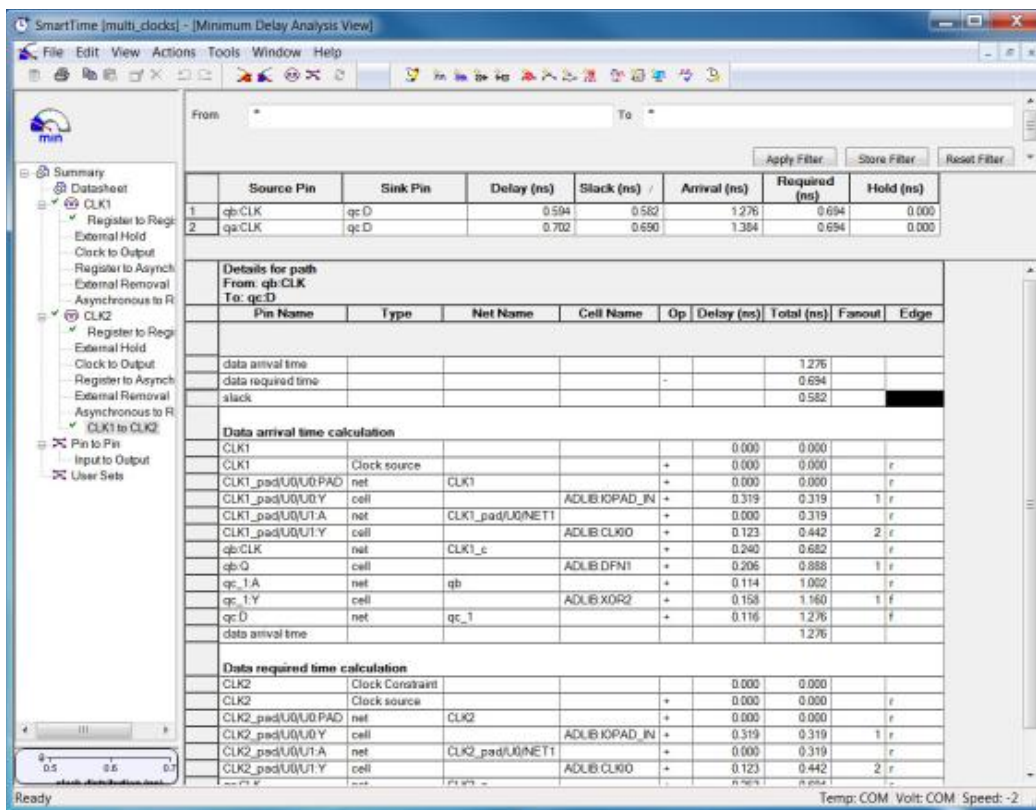 SmartTime [multi_clocks] - [Minimum Delay Analysis View]
File Edit View Actions Tools Window Help
min
From *
To *
Apply Filter Store Filter Reset Filter
Summary
Datasheet
CLK1
Register to Regi
External Hold
Clock to Output
Register to Asynch
External Removal
Asynchronous to R
CLK2
Register to Regi
External Hold
Clock to Output
Register to Asynch
External Removal
Asynchronous to R
CLK1 to CLK2
Pin to Pin
Input to Output
User Sets
Source Pin Sink Pin Delay (ns) Slack (ns) / Arrival (ns) Required (ns) Hold (ns)
1 qb:CLK qc:D 0.594 0.582 1.276 0.694 0.000
2 qa:CLK qc:D 0.702 0.690 1.384 0.694 0.000
Details for path
From: qb:CLK
To: qc:D
Pin Name Type Net Name Cell Name Op Delay (ns) Total (ns) Fanout Edge
data arrival time 1.276
data required time - 0.694
slack 0.582
Data arrival time calculation
CLK1 0.000 0.000
CLK1 Clock source + 0.000 0.000 r
CLK1_pad/U0/U0:PAD net CLK1 + 0.000 0.000 r
CLK1_pad/U0/U0:Y cell ADLIB:IOPAD_IN + 0.319 0.319 1 r
CLK1_pad/U0/U1:A net CLK1_pad/U0/NET1 + 0.000 0.319 r
CLK1_pad/U0/U1:Y cell ADLIB:CLKIO + 0.123 0.442 2 r
qb:CLK net CLK1_c + 0.240 0.682 r
qb:Q cell ADLIB:DFN1 + 0.206 0.888 1 r
qc_1:A net qb + 0.114 1.002 r
qc_1:Y cell ADLIB:XOR2 + 0.158 1.160 1 f
qc:D net qc_1 + 0.116 1.276 f
data arrival time 1.276
Data required time calculation
CLK2 Clock Constraint 0.000 0.000
CLK2 Clock source + 0.000 0.000 r
CLK2_pad/U0/U0:PAD net CLK2 + 0.000 0.000 r
CLK2_pad/U0/U0:Y cell ADLIB:IOPAD_IN + 0.319 0.319 1 r
CLK2_pad/U0/U1:A net CLK2_pad/U0/NET1 + 0.000 0.319 r
CLK2_pad/U0/U1:Y cell ADLIB:CLKIO + 0.123 0.442 2 r
0.5 0.6 0.7
Ready
Temp: COM Volt: COM Speed: -2